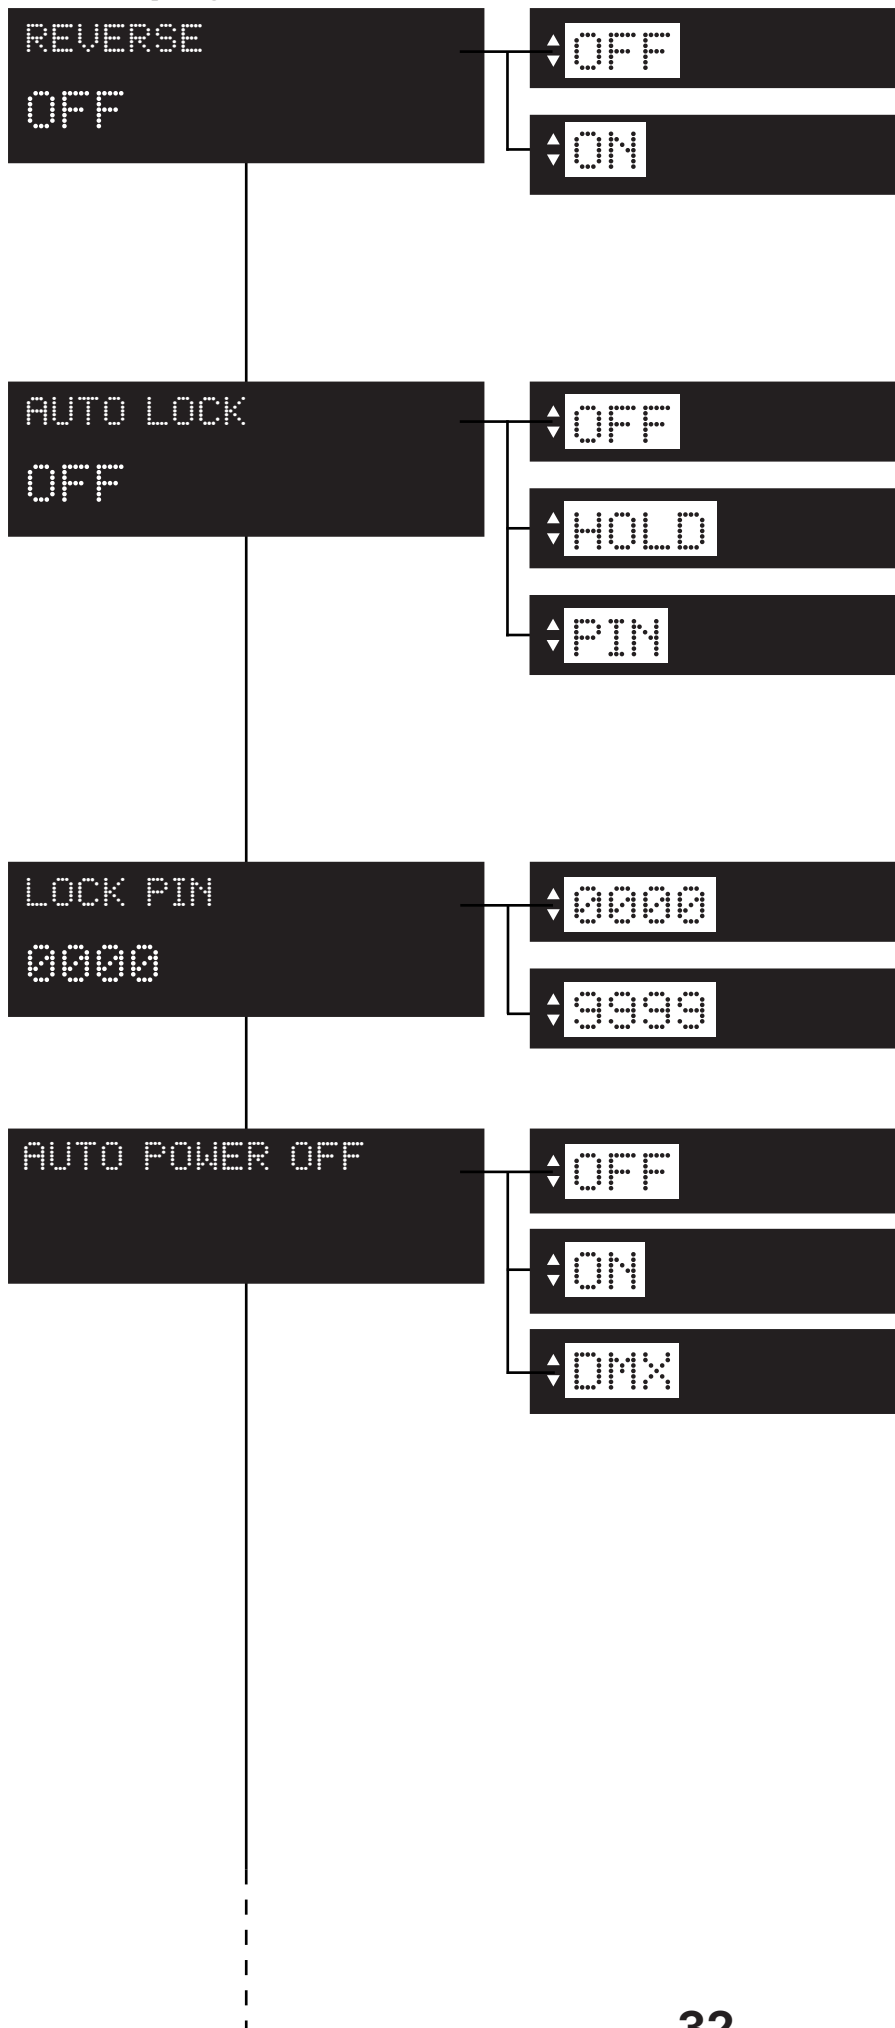 REVERSE
OFF
OFF
ON
AUTO LOCK
OFF
OFF
HOLD
PIN
LOCK PIN
0000
0000
9999
AUTO POWER OFF
OFF
ON
DMX
32